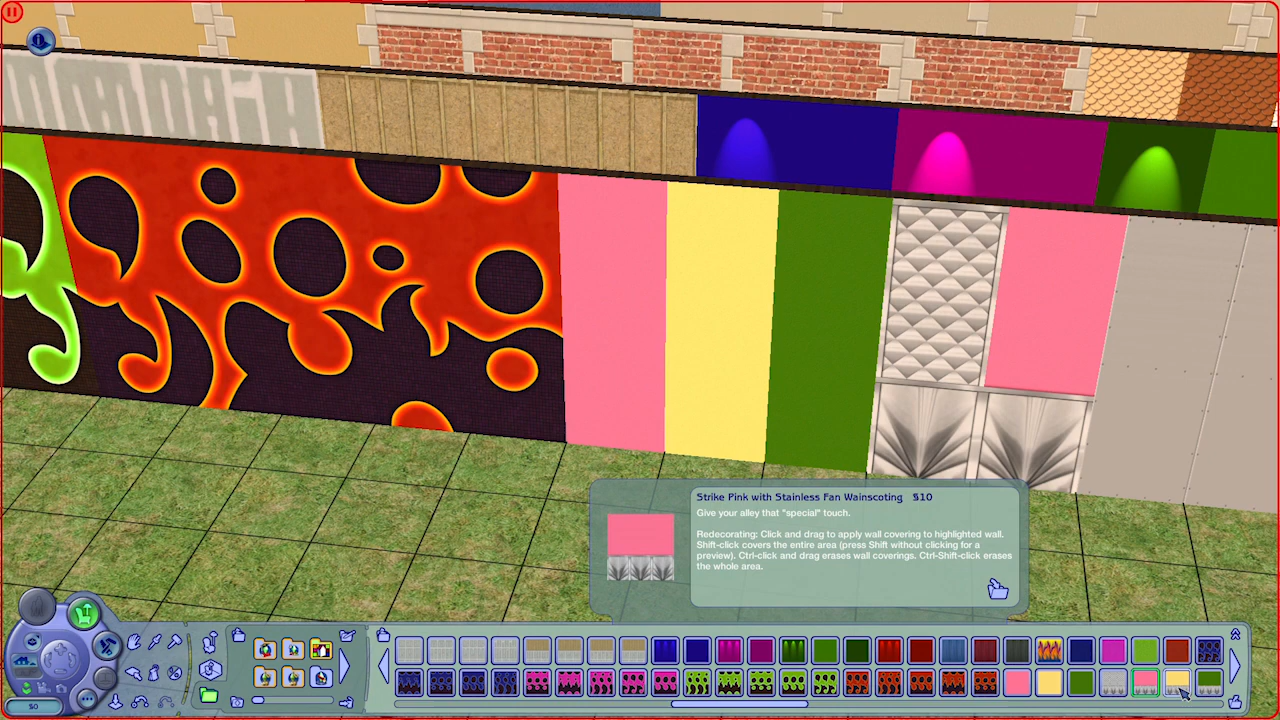 Strike Pink with Stainless Fan Wainscoting §10
Give your alley that "special" touch.
Redecorating: Click and drag to apply wall covering to highlighted wall.
Shift-click covers the entire area (press Shift without clicking for a
preview). Ctrl-click and drag erases wall coverings. Ctrl-Shift-click erases
the whole area.
§0